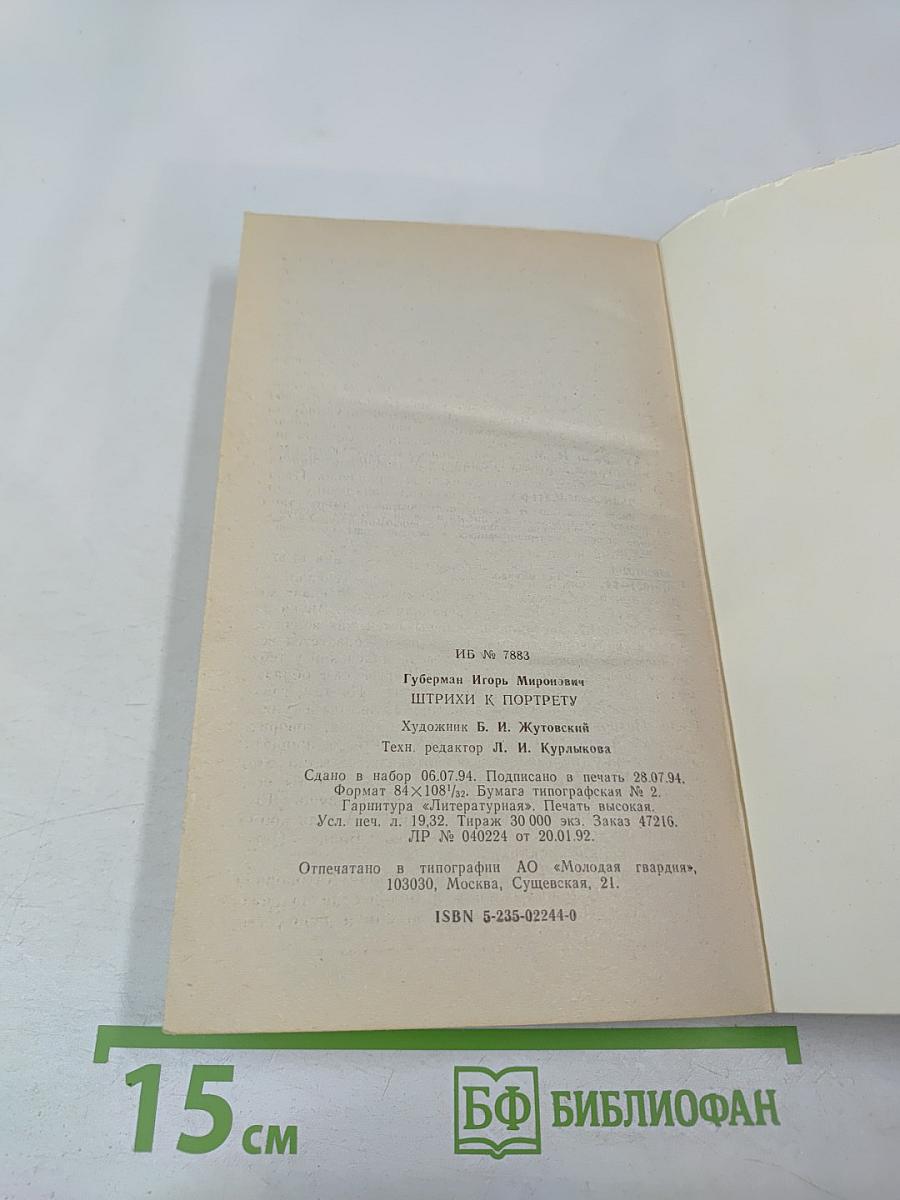 ИБ № 7883
Губерман Игорь Миронович
ШТРИХИ К ПОРТРЕТУ
Художник Б. И. Жутовский
Техн. редактор Л. И. Курлыкова
Сдано в набор 06.07.94. Подписано в печать 28.07.94.
Формат 84×108¹/₃₂. Бумага типографская № 2.
Гарнитура «Литературная». Печать высокая.
Усл. печ. л. 19,32. Тираж 30 000 экз. Заказ 47216.
ЛР № 040224 от 20.01.92.
Отпечатано в типографии АО «Молодая гвардия»,
103030, Москва, Сущевская, 21.
ISBN 5-235-02244-0
15 см
БФ БИБЛИОФАН